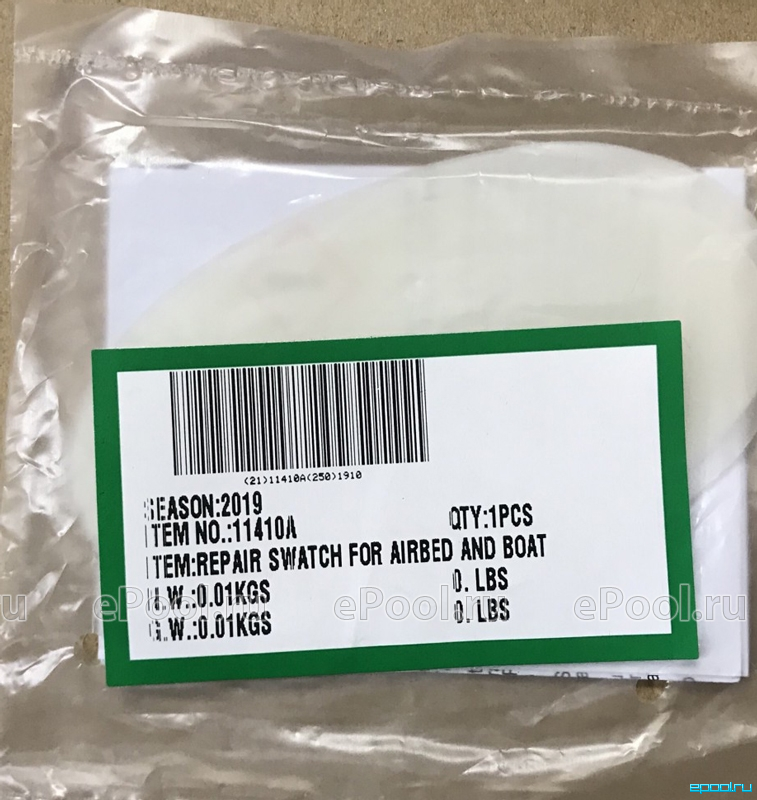 (21)11410A(250)1910
SEASON:2019
ITEM NO.:11410A QTY:1PCS
ITEM:REPAIR SWATCH FOR AIRBED AND BOAT
N.W.:0.01KGS 0. LBS
G.W.:0.01KGS 0. LBS
ru ePool.ru ePool.ru ePool.ru
epool.ru